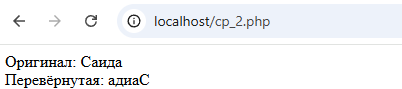 localhost/cp_2.php
Оригинал: Саида
Перевёрнутая: адиаС